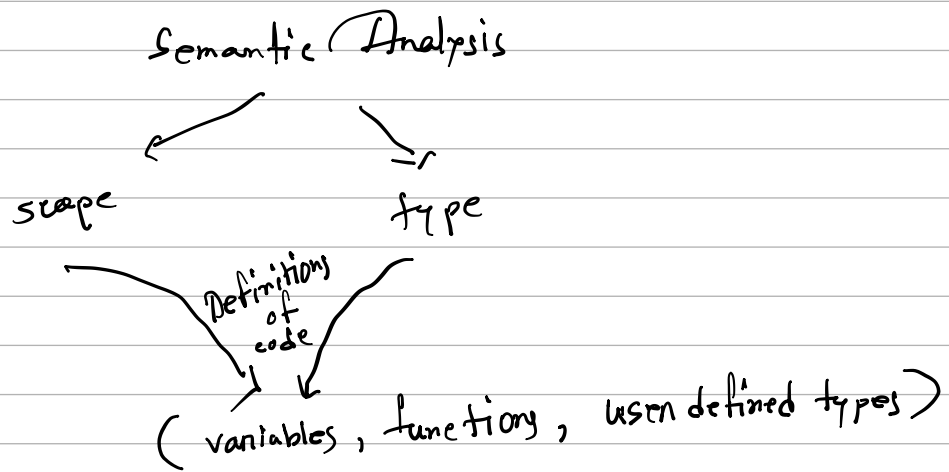 Semantic Analysis
scope type
Definitions
of
code
(variables, functions, user defined types)